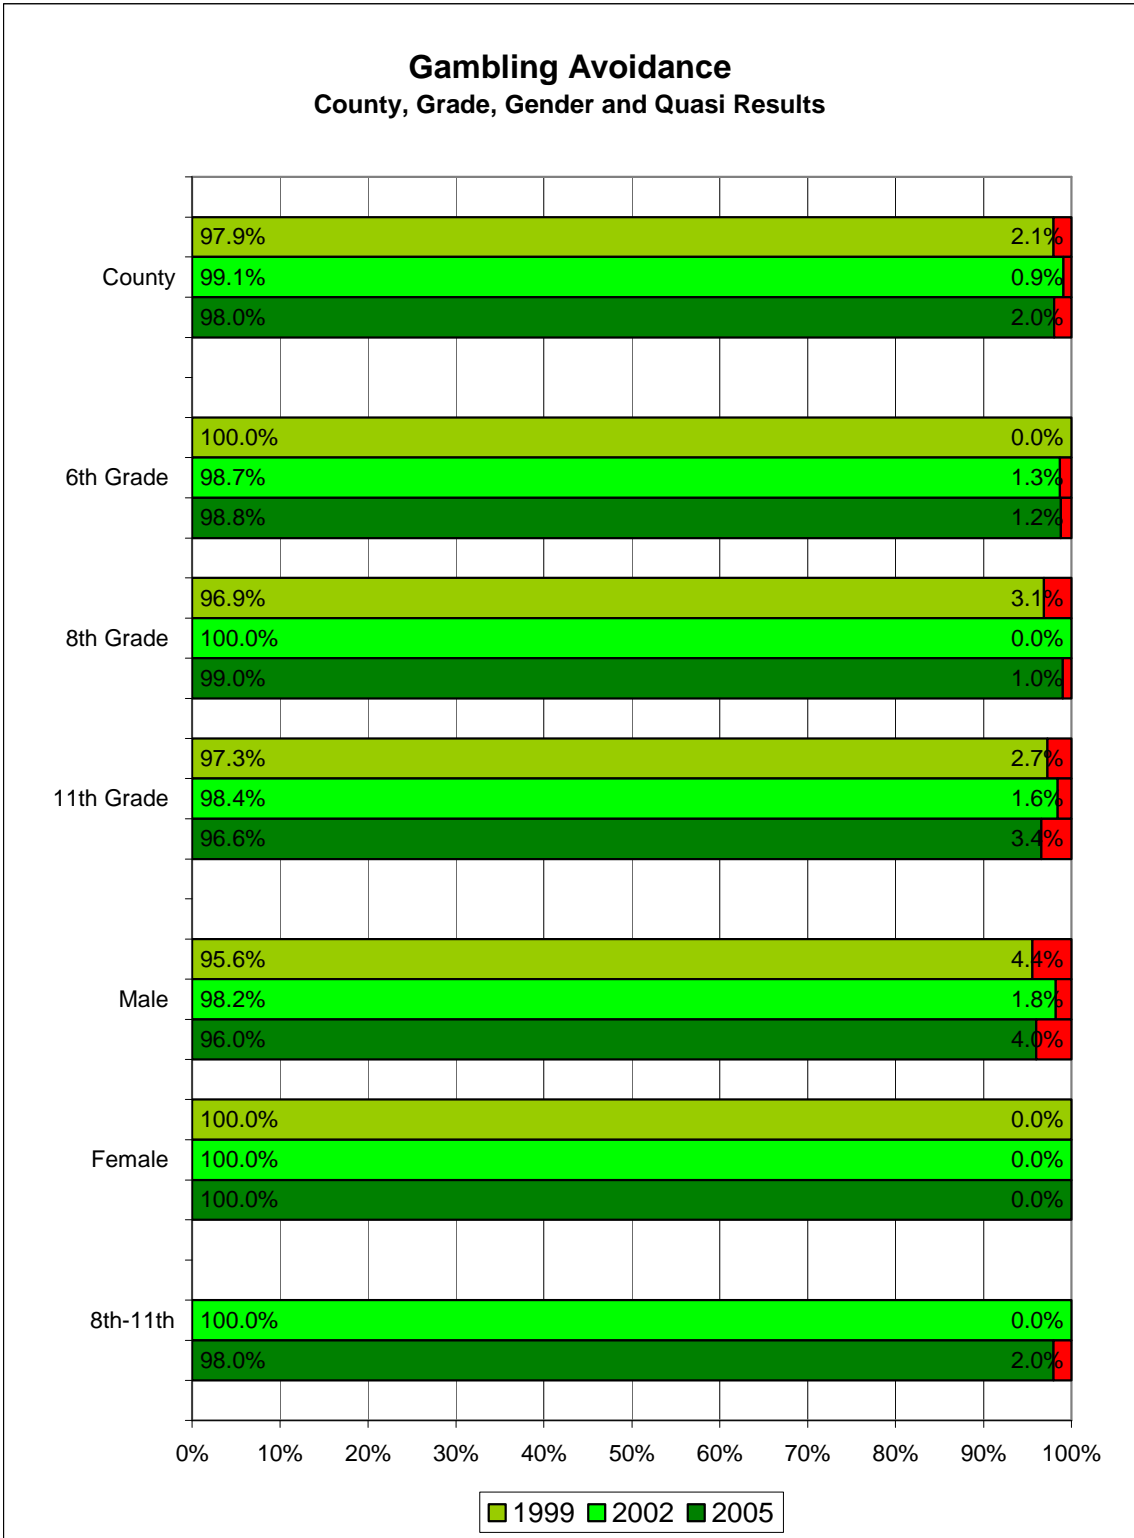 Gambling Avoidance
County, Grade, Gender and Quasi Results
97.9% 2.1%
County 99.1% 0.9%
98.0% 2.0%
100.0% 0.0%
6th Grade 98.7% 1.3%
98.8% 1.2%
96.9% 3.1%
8th Grade 100.0% 0.0%
99.0% 1.0%
97.3% 2.7%
11th Grade 98.4% 1.6%
96.6% 3.4%
95.6% 4.4%
Male 98.2% 1.8%
96.0% 4.0%
100.0% 0.0%
Female 100.0% 0.0%
100.0% 0.0%
8th-11th 100.0% 0.0%
98.0% 2.0%
0% 10% 20% 30% 40% 50% 60% 70% 80% 90% 100%
1999 2002 2005